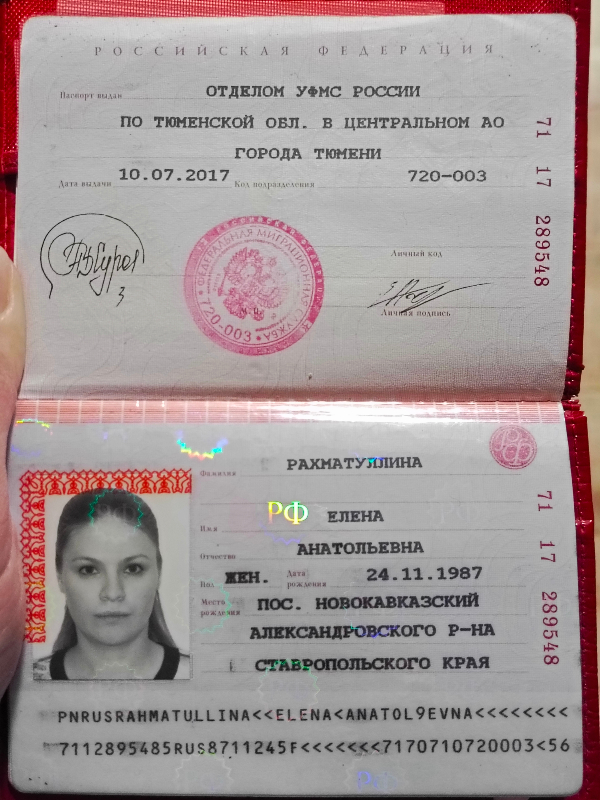 РОССИЙСКАЯ ФЕДЕРАЦИЯ
Паспорт выдан ОТДЕЛОМ УФМС РОССИИ
ПО ТЮМЕНСКОЙ ОБЛ. В ЦЕНТРАЛЬНОМ АО
ГОРОДА ТЮМЕНИ
Дата выдачи 10.07.2017 Код подразделения 720-003
71 17 289548
Личный код
Личная подпись
ФЕДЕРАЛЬНАЯ МИГРАЦИОННАЯ СЛУЖБА
720-003
Фамилия РАХМАТУЛЛИНА
РФ
Имя ЕЛЕНА
Отчество АНАТОЛЬЕВНА
Пол ЖЕН. Дата рождения 24.11.1987
Место рождения ПОС. НОВОКАВКАЗСКИЙ
АЛЕКСАНДРОВСКОГО Р-НА
СТАВРОПОЛЬСКОГО КРАЯ
71 17 289548
PNRUSRAHMATULLINA<<ELENA<ANATOL9EVNA<<<<<<<<
7112895485RUS8711245F<<<<<<<7170710720003<56